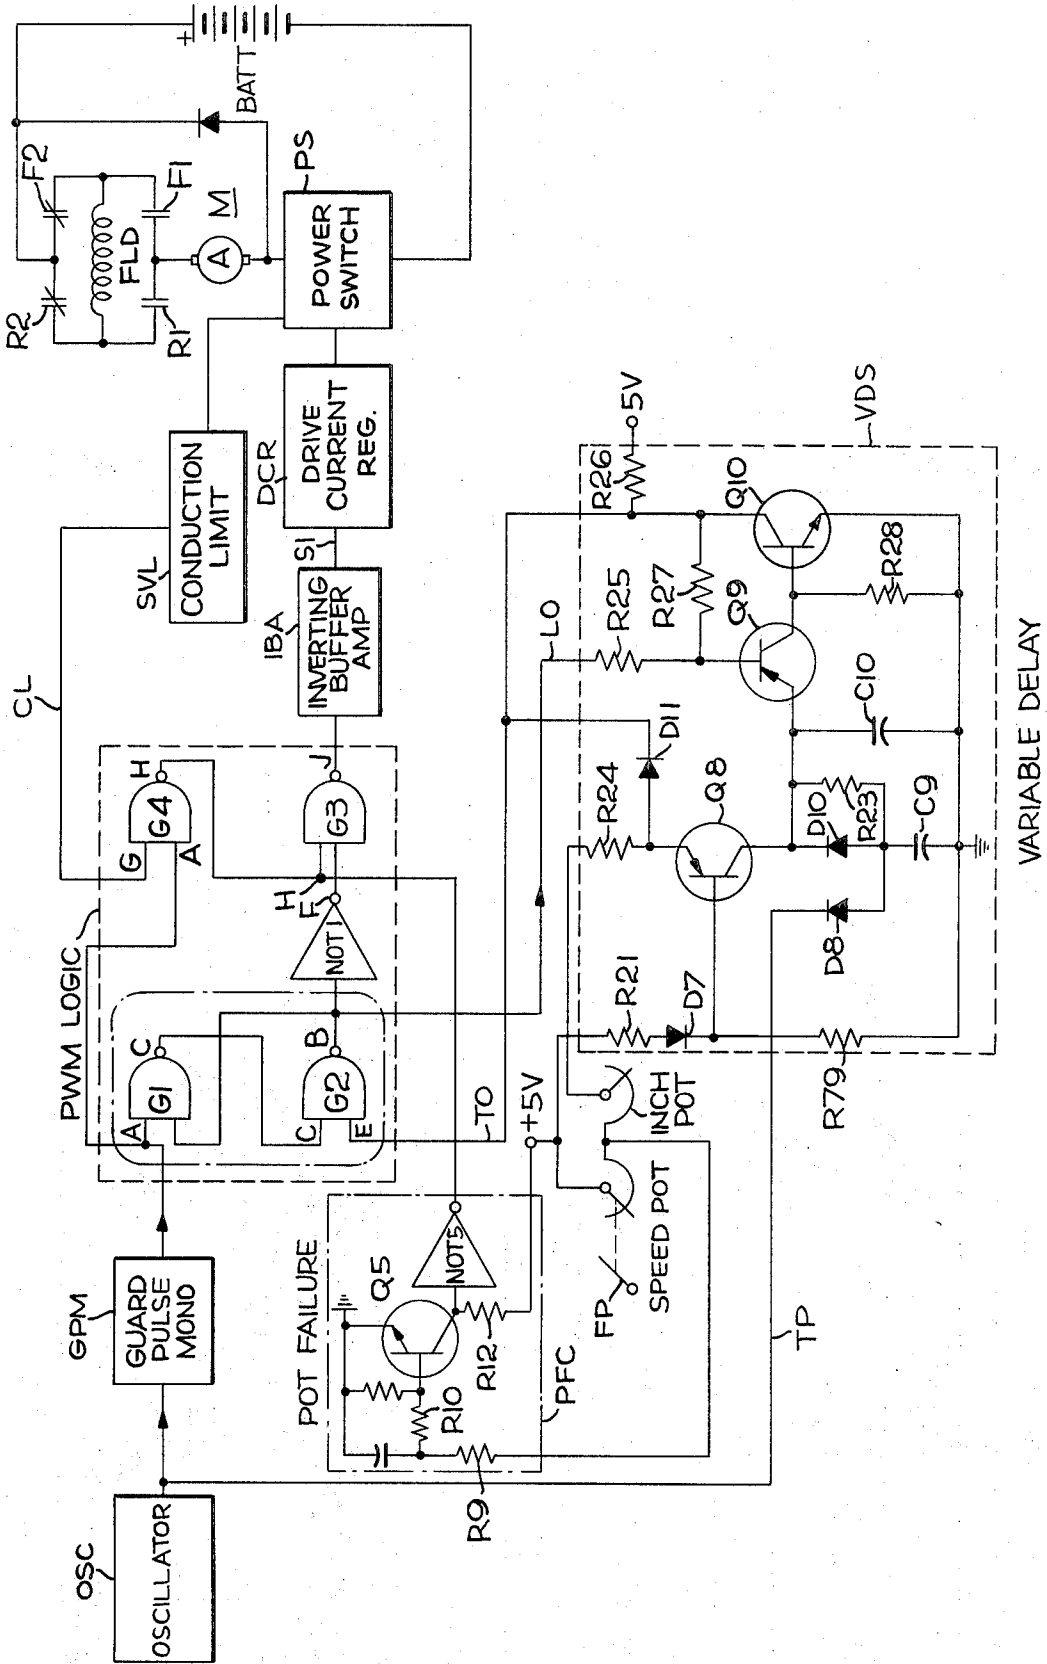 BATT
+
F2
R2
FLD
F1
R1
M
A
PS
POWER
SWITCH
CONDUCTION
LIMIT
SVL
DCR
DRIVE
CURRENT
REG.
S1
IBA
INVERTING
BUFFER
AMP
CL
PWM LOGIC
G4
G
A
H
G3
J
H
F
NOT 1
G1
A
C
G2
C
E
B
LO
TO
GPM
GUARD
PULSE
MONO
OSC
OSCILLATOR
POT FAILURE
Q5
NOT5
R10
R12
R9
PFC
+5V
FP
SPEED POT
INCH
POT
TP
VDS
5V
R26
Q10
R25
R27
Q9
R28
D11
R24
Q8
C10
R23
D10
C9
D8
R21
D7
R79
VARIABLE DELAY